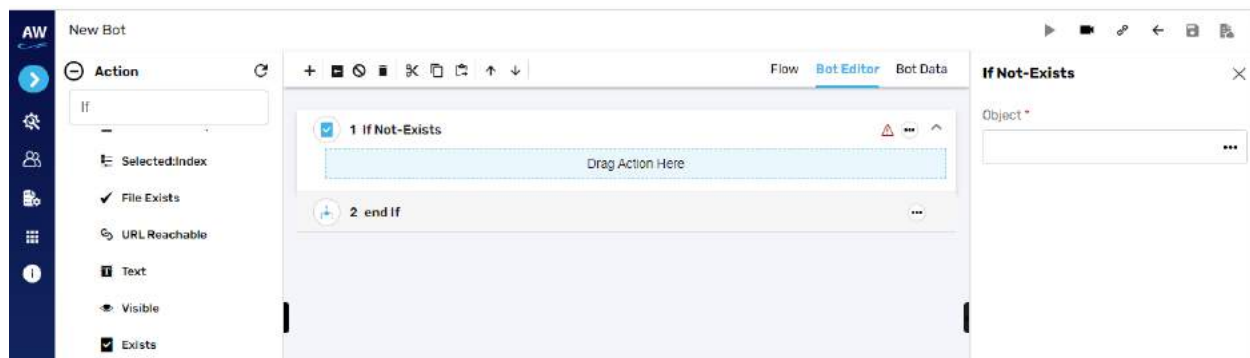 AW
New Bot
Action
If
Selected:Index
File Exists
URL Reachable
Text
Visible
Exists
Flow Bot Editor Bot Data
1 If Not-Exists
Drag Action Here
2 end If
If Not-Exists
Object *